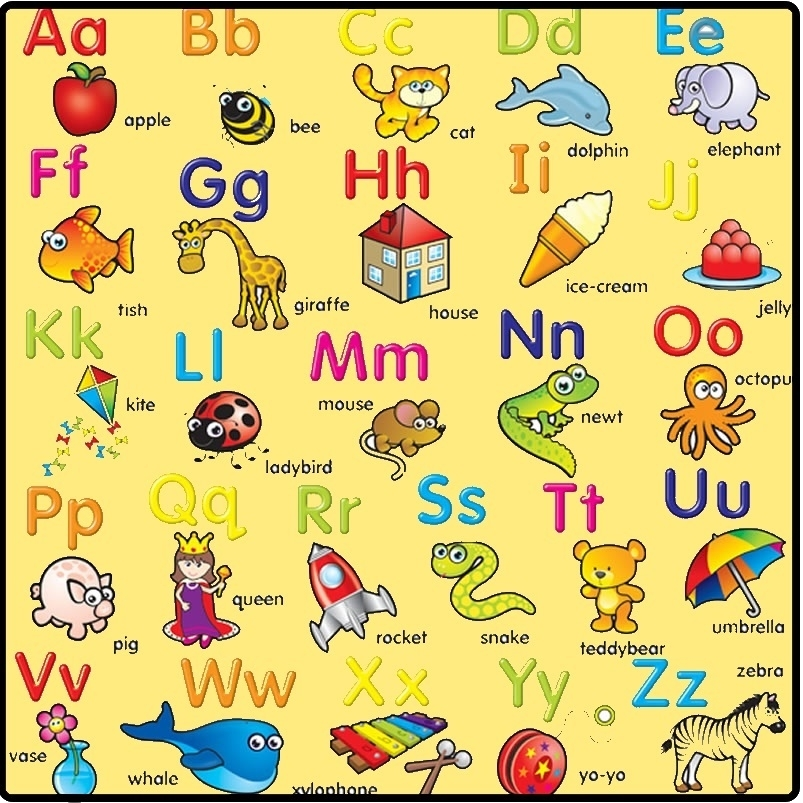 Aa Bb Cc Dd Ee
apple bee cat dolphin elephant
Ff Gg Hh Ii Jj
tish giraffe house ice-cream jelly
Kk Ll Mm Nn Oo
kite ladybird mouse newt octopu
Pp Qq Rr Ss Tt Uu
pig queen rocket snake teddybear umbrella
Vv Ww Xx Yy Zz
vase whale xylophone yo-yo zebra